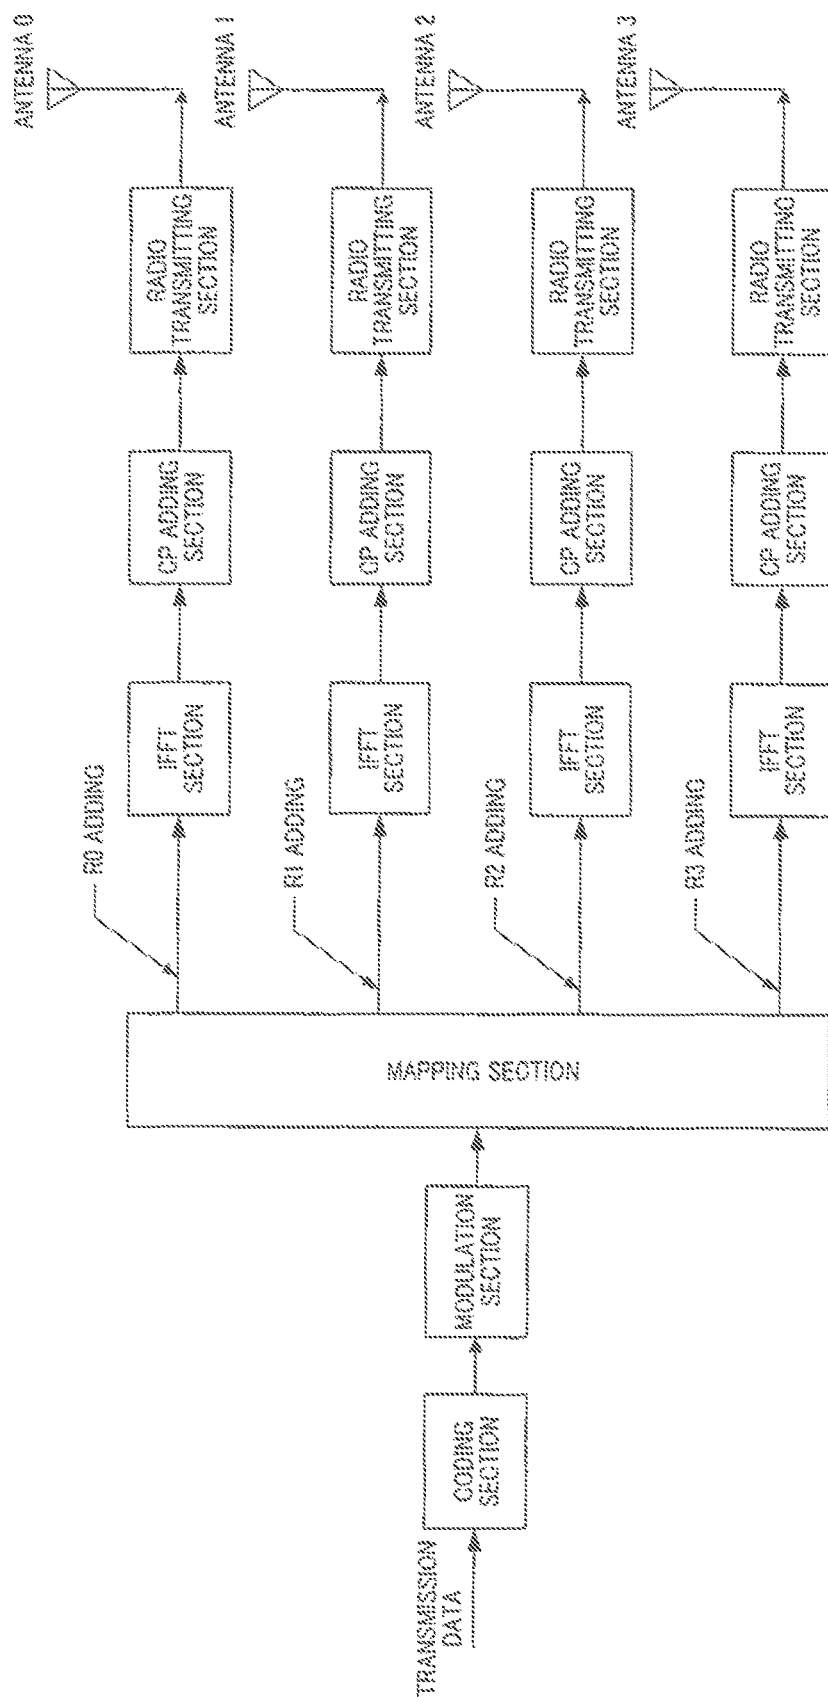 TRANSMISSION
DATA
CODING
SECTION
MODULATION
SECTION
MAPPING SECTION
R0 ADDING
IFFT
SECTION
CP ADDING
SECTION
RADIO
TRANSMITTING
SECTION
ANTENNA 0
R1 ADDING
IFFT
SECTION
CP ADDING
SECTION
RADIO
TRANSMITTING
SECTION
ANTENNA 1
R2 ADDING
IFFT
SECTION
CP ADDING
SECTION
RADIO
TRANSMITTING
SECTION
ANTENNA 2
R3 ADDING
IFFT
SECTION
CP ADDING
SECTION
RADIO
TRANSMITTING
SECTION
ANTENNA 3